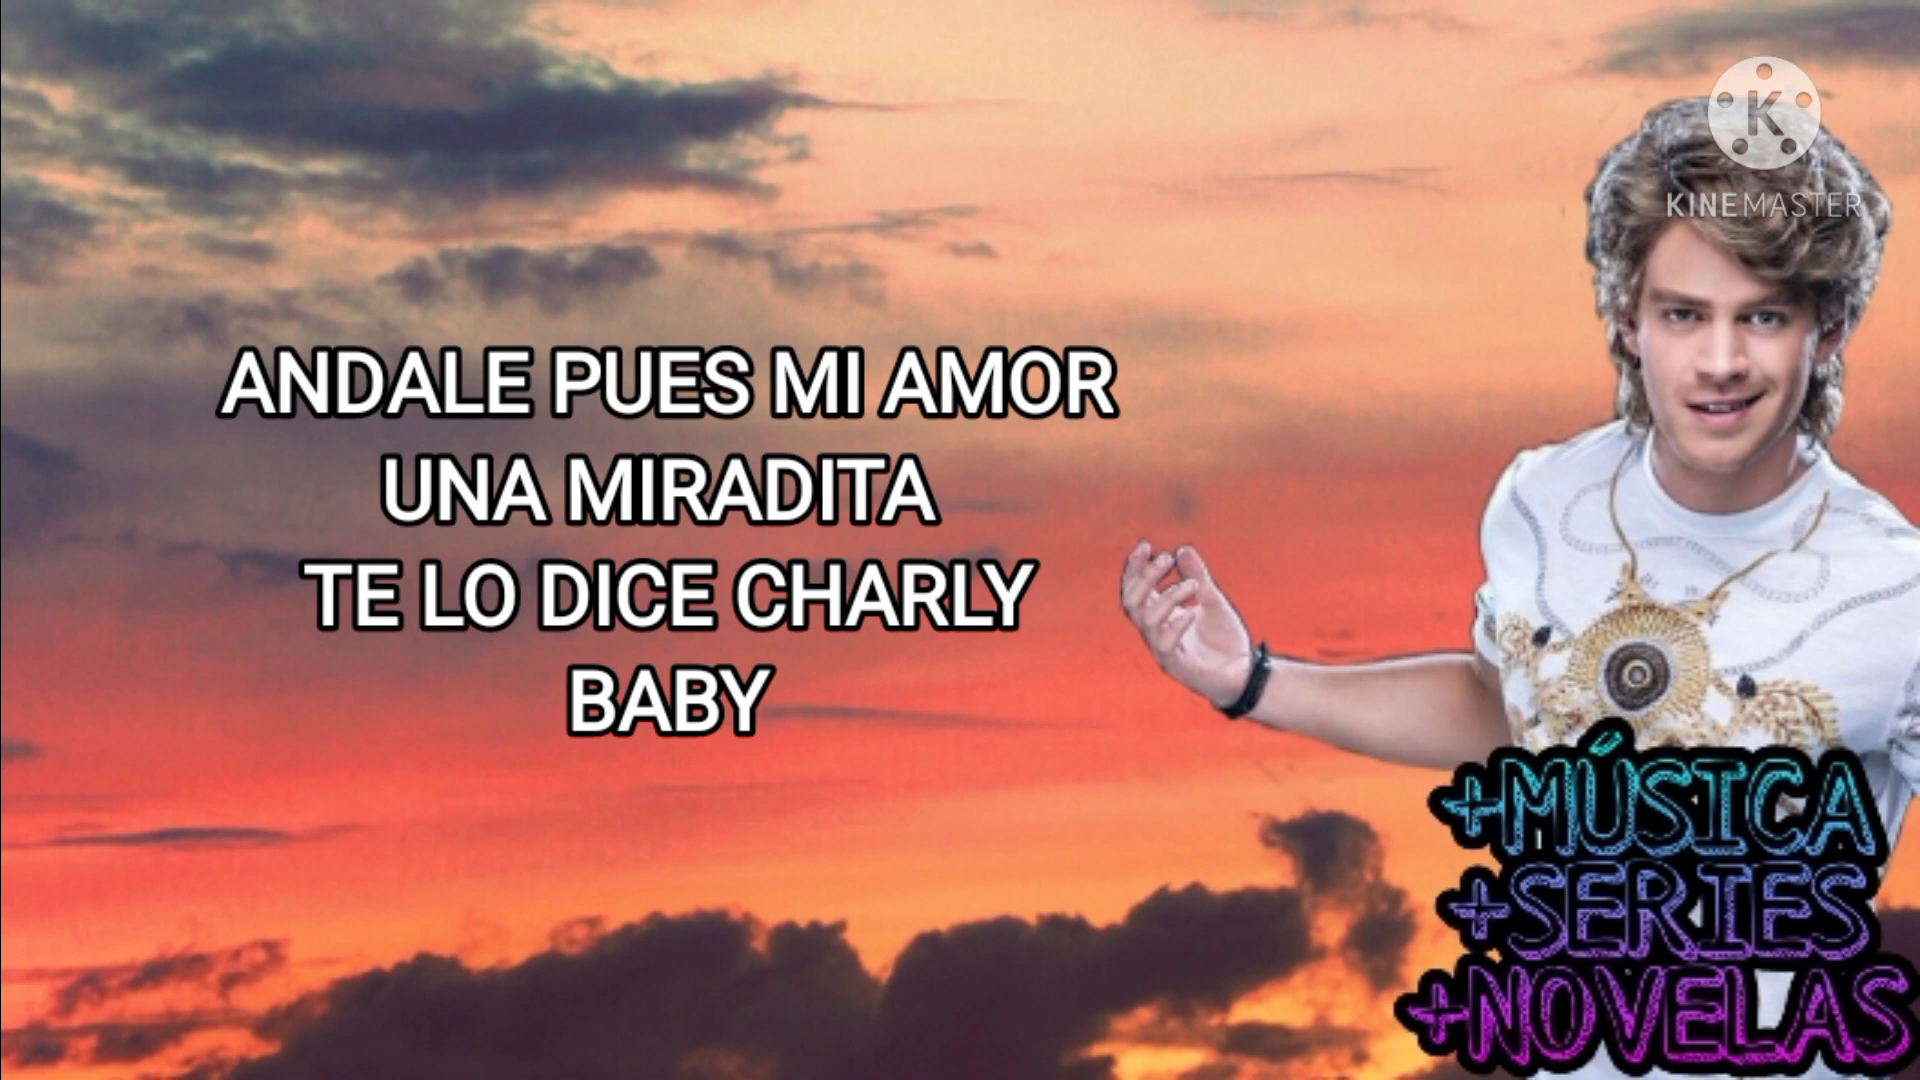 K
KINEMASTER
ANDALE PUES MI AMOR
UNA MIRADITA
TE LO DICE CHARLY
BABY
+MÚSICA
+SERIES
+NOVELAS